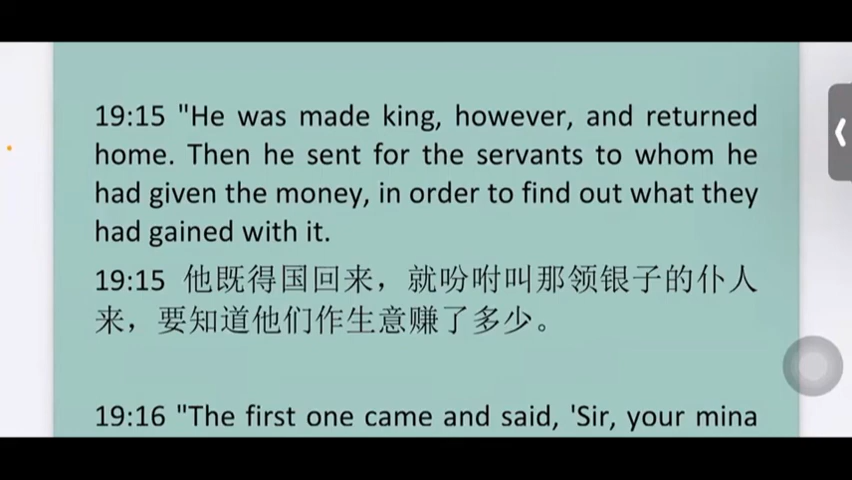 19:15 "He was made king, however, and returned
home. Then he sent for the servants to whom he
had given the money, in order to find out what they
had gained with it.
19:15 他既得国回来，就吩咐叫那领银子的仆人
来，要知道他们作生意赚了多少。
19:16 "The first one came and said, 'Sir, your mina